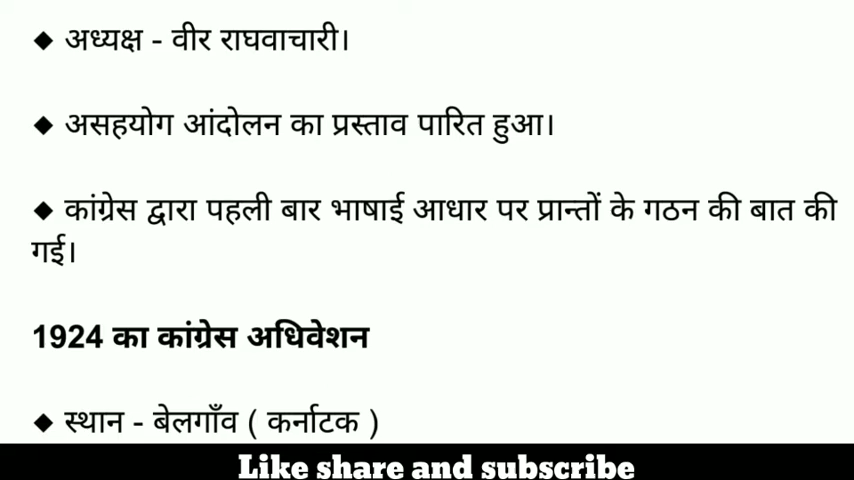 ◆ अध्यक्ष - वीर राघवाचारी।
◆ असहयोग आंदोलन का प्रस्ताव पारित हुआ।
◆ कांग्रेस द्वारा पहली बार भाषाई आधार पर प्रान्तों के गठन की बात की
गई।
1924 का कांग्रेस अधिवेशन
◆ स्थान - बेलगाँव ( कर्नाटक )
Like share and subscribe